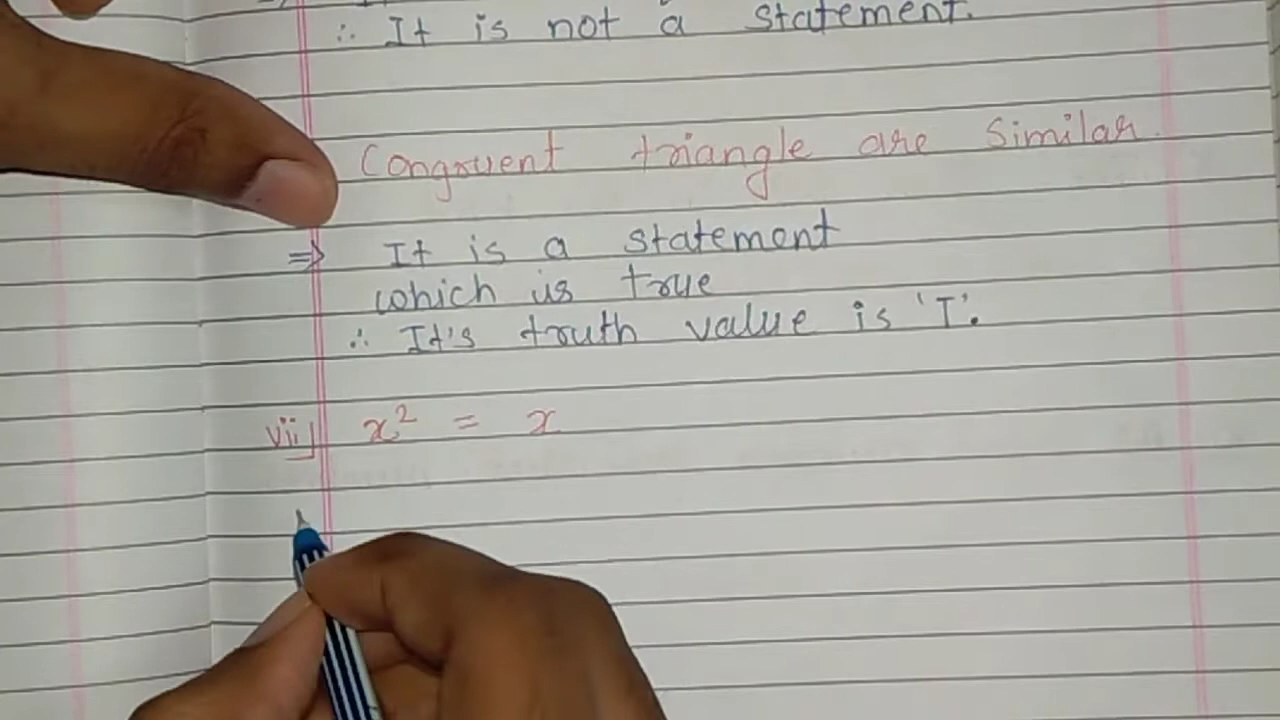 ∴ It is not a statement.
Congruent triangle are similar.
⇒ It is a statement
which is true
∴ It's truth value is 'T'.
vii] x² = x